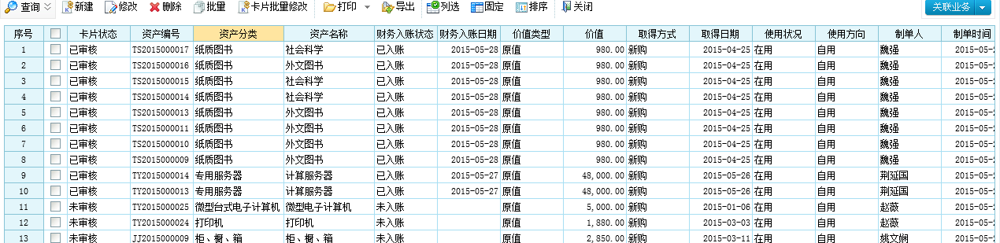 查询 新建 修改 删除 批量 卡片批量修改 打印 导出 列选 固定 排序 关闭 关联业务
序号 卡片状态 资产编号 资产分类 资产名称 财务入账状态 财务入账日期 价值类型 价值 取得方式 取得日期 使用状况 使用方向 制单人 制单时间
1 已审核 TS2015000017 纸质图书 社会科学 已入账 2015-05-28 原值 980.00 新购 2015-04-25 在用 自用 魏强 2015-05-2
2 已审核 TS2015000016 纸质图书 外文图书 已入账 2015-05-28 原值 980.00 新购 2015-04-25 在用 自用 魏强 2015-05-2
3 已审核 TS2015000015 纸质图书 社会科学 已入账 2015-05-28 原值 980.00 新购 2015-04-25 在用 自用 魏强 2015-05-2
4 已审核 TS2015000014 纸质图书 社会科学 已入账 2015-05-28 原值 980.00 新购 2015-04-25 在用 自用 魏强 2015-05-2
5 已审核 TS2015000013 纸质图书 外文图书 已入账 2015-05-28 原值 980.00 新购 2015-04-25 在用 自用 魏强 2015-05-2
6 已审核 TS2015000011 纸质图书 外文图书 已入账 2015-05-28 原值 980.00 新购 2015-04-25 在用 自用 魏强 2015-05-2
7 已审核 TS2015000010 纸质图书 外文图书 已入账 2015-05-28 原值 980.00 新购 2015-04-25 在用 自用 魏强 2015-05-2
8 已审核 TS2015000009 纸质图书 外文图书 已入账 2015-05-28 原值 980.00 新购 2015-04-25 在用 自用 魏强 2015-05-2
9 已审核 TY2015000014 专用服务器 计算服务器 已入账 2015-05-27 原值 48,000.00 新购 2015-05-26 在用 自用 荆延国 2015-05-2
10 已审核 TY2015000013 专用服务器 计算服务器 已入账 2015-05-27 原值 48,000.00 新购 2015-05-26 在用 自用 荆延国 2015-05-2
11 未审核 TY2015000025 微型台式电子计算机 微型电子计算机 未入账 原值 5,000.00 新购 2015-01-06 在用 自用 赵薇 2015-05-2
12 未审核 TY2015000024 打印机 打印机 未入账 原值 1,880.00 新购 2015-03-03 在用 自用 赵薇 2015-05-2
13 未审核 JJ2015000009 柜、橱、箱 柜、橱、箱 未入账 原值 2,850.00 新购 2015-03-11 在用 自用 姚文娴 2015-05-2